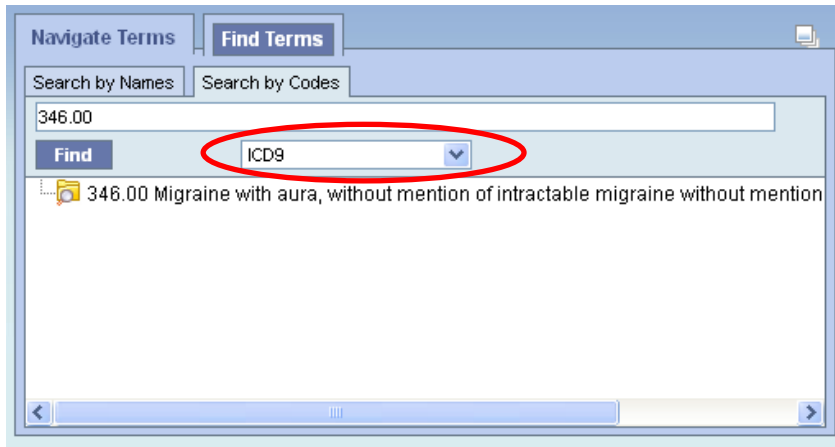 Navigate Terms Find Terms
Search by Names Search by Codes
346.00
Find ICD9
346.00 Migraine with aura, without mention of intractable migraine without mention